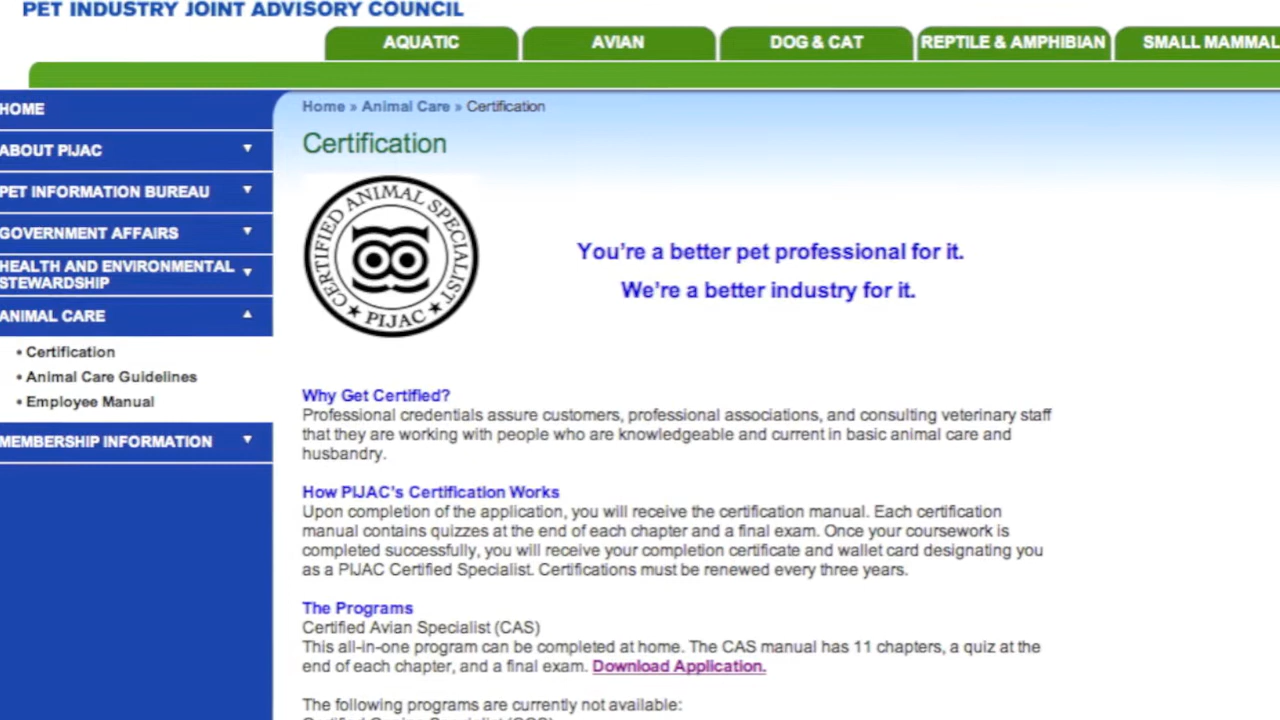 PET INDUSTRY JOINT ADVISORY COUNCIL
AQUATIC
AVIAN
DOG & CAT
REPTILE & AMPHIBIAN
SMALL MAMMAL
HOME
ABOUT PIJAC
PET INFORMATION BUREAU
GOVERNMENT AFFAIRS
HEALTH AND ENVIRONMENTAL
STEWARDSHIP
ANIMAL CARE
• Certification
• Animal Care Guidelines
• Employee Manual
MEMBERSHIP INFORMATION
Home » Animal Care » Certification
Certification
CERTIFIED ANIMAL SPECIALIST
★ PIJAC ★
You're a better pet professional for it.
We're a better industry for it.
Why Get Certified?
Professional credentials assure customers, professional associations, and consulting veterinary staff
that they are working with people who are knowledgeable and current in basic animal care and
husbandry.
How PIJAC's Certification Works
Upon completion of the application, you will receive the certification manual. Each certification
manual contains quizzes at the end of each chapter and a final exam. Once your coursework is
completed successfully, you will receive your completion certificate and wallet card designating you
as a PIJAC Certified Specialist. Certifications must be renewed every three years.
The Programs
Certified Avian Specialist (CAS)
This all-in-one program can be completed at home. The CAS manual has 11 chapters, a quiz at the
end of each chapter, and a final exam. Download Application.
The following programs are currently not available: